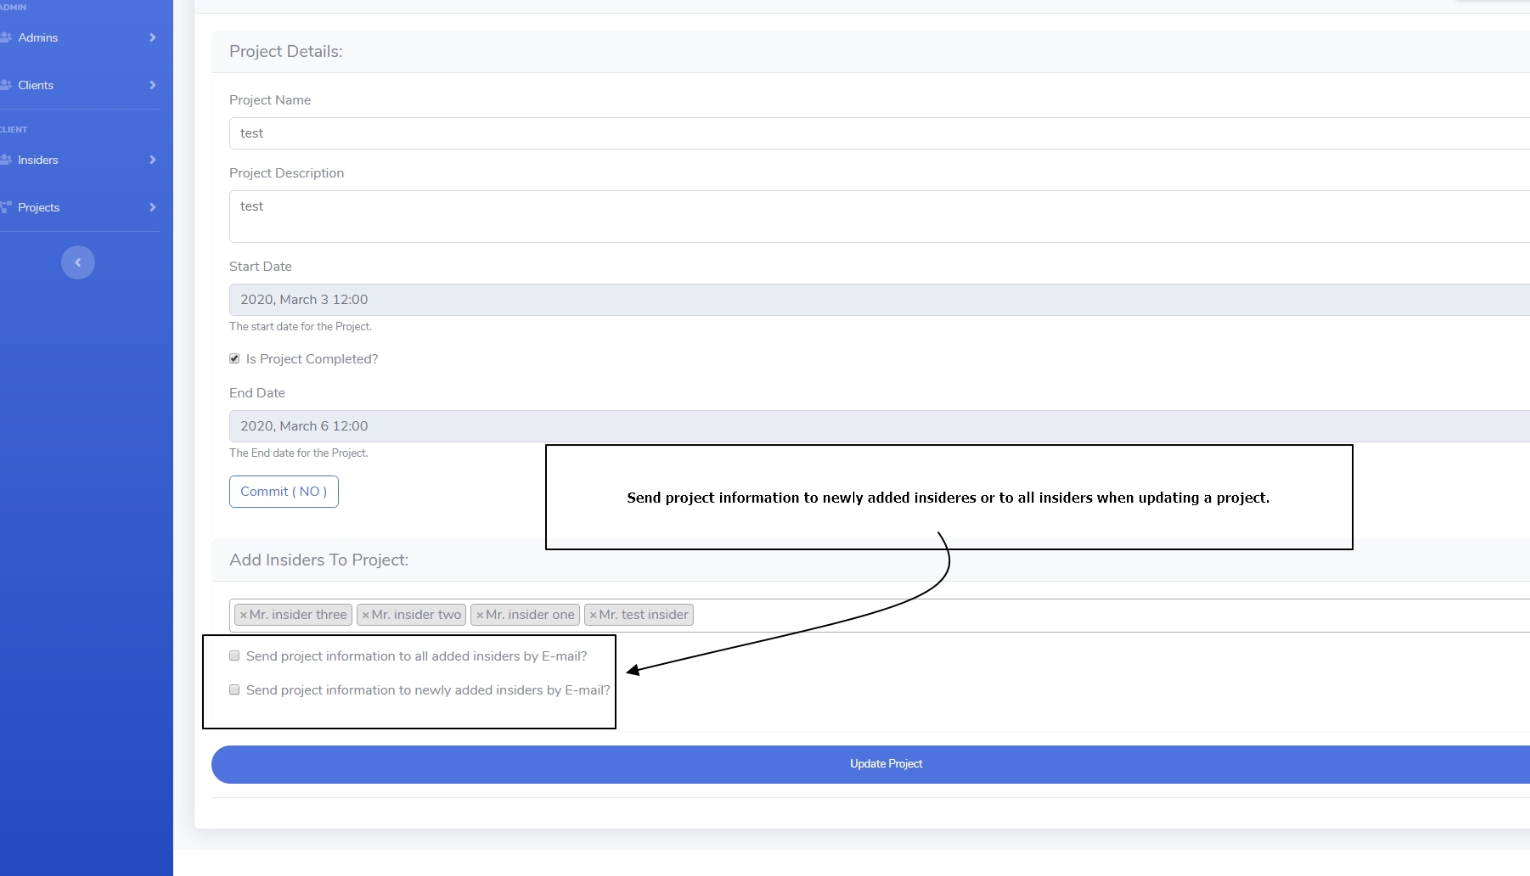 ADMIN
Admins
Clients
CLIENT
Insiders
Projects
Project Details:
Project Name
test
Project Description
test
Start Date
2020, March 3 12:00
The start date for the Project.
Is Project Completed?
End Date
2020, March 6 12:00
The End date for the Project.
Commit ( NO )
Send project information to newly added insideres or to all insiders when updating a project.
Add Insiders To Project:
×Mr. insider three ×Mr. insider two ×Mr. insider one ×Mr. test insider
Send project information to all added insiders by E-mail?
Send project information to newly added insiders by E-mail?
Update Project